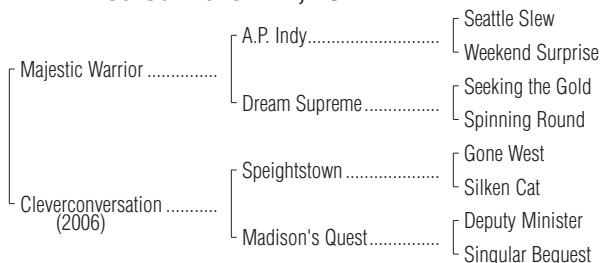 Seattle Slew
A.P. Indy
Weekend Surprise
Majestic Warrior
Seeking the Gold
Dream Supreme
Spinning Round
Gone West
Speightstown
Silken Cat
Cleverconversation
(2006)
Deputy Minister
Madison's Quest
Singular Bequest